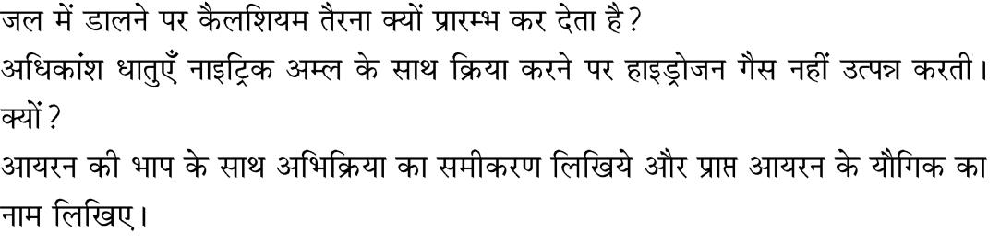 जल में डालने पर कैलशियम तैरना क्यों प्रारम्भ कर देता है?
अधिकांश धातुएँ नाइट्रिक अम्ल के साथ क्रिया करने पर हाइड्रोजन गैस नहीं उत्पन्न करती।
क्यों?
आयरन की भाप के साथ अभिक्रिया का समीकरण लिखिये और प्राप्त आयरन के यौगिक का
नाम लिखिए।